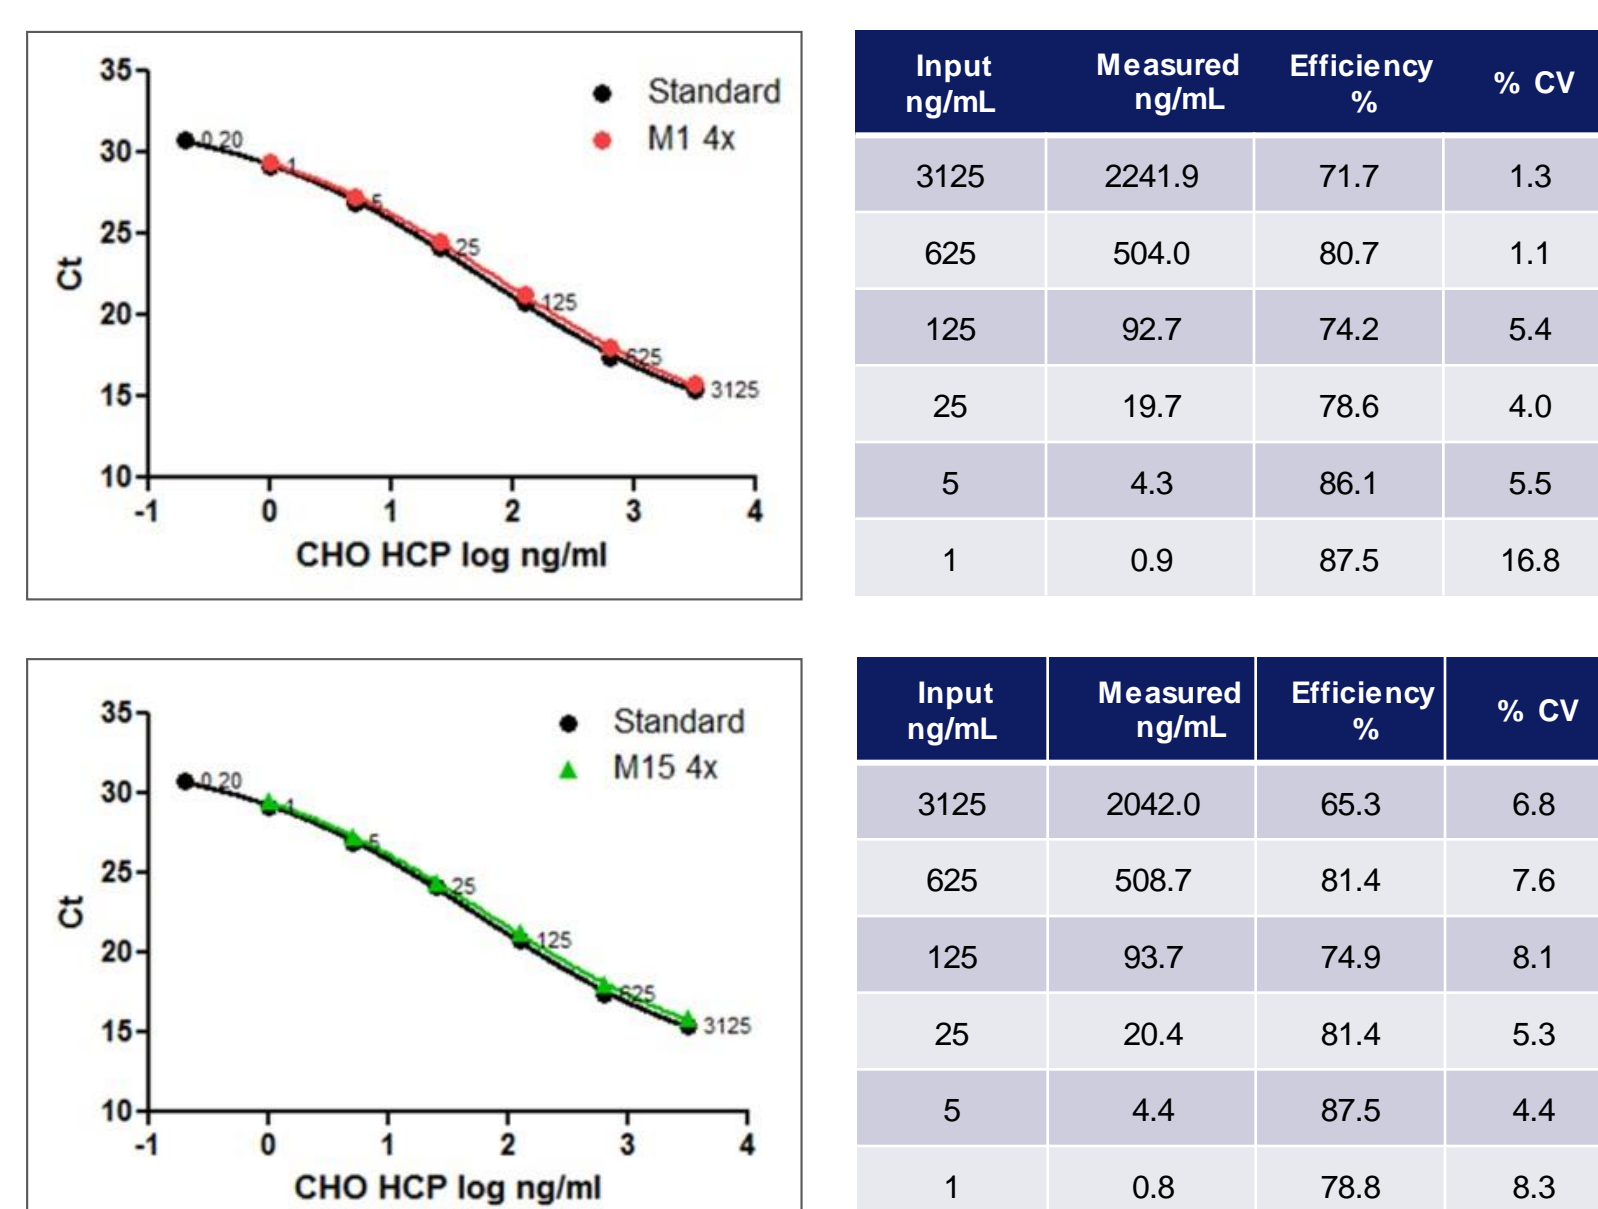 35
30
25
20
15
10
Ct
-1 0 1 2 3 4
CHO HCP log ng/ml
Standard
M1 4x
0.20
1
5
25
125
625
3125
Input ng/mL Measured ng/mL Efficiency % % CV
3125 2241.9 71.7 1.3
625 504.0 80.7 1.1
125 92.7 74.2 5.4
25 19.7 78.6 4.0
5 4.3 86.1 5.5
1 0.9 87.5 16.8
35
30
25
20
15
10
Ct
-1 0 1 2 3 4
CHO HCP log ng/ml
Standard
M15 4x
0.20
1
5
25
125
625
3125
Input ng/mL Measured ng/mL Efficiency % % CV
3125 2042.0 65.3 6.8
625 508.7 81.4 7.6
125 93.7 74.9 8.1
25 20.4 81.4 5.3
5 4.4 87.5 4.4
1 0.8 78.8 8.3